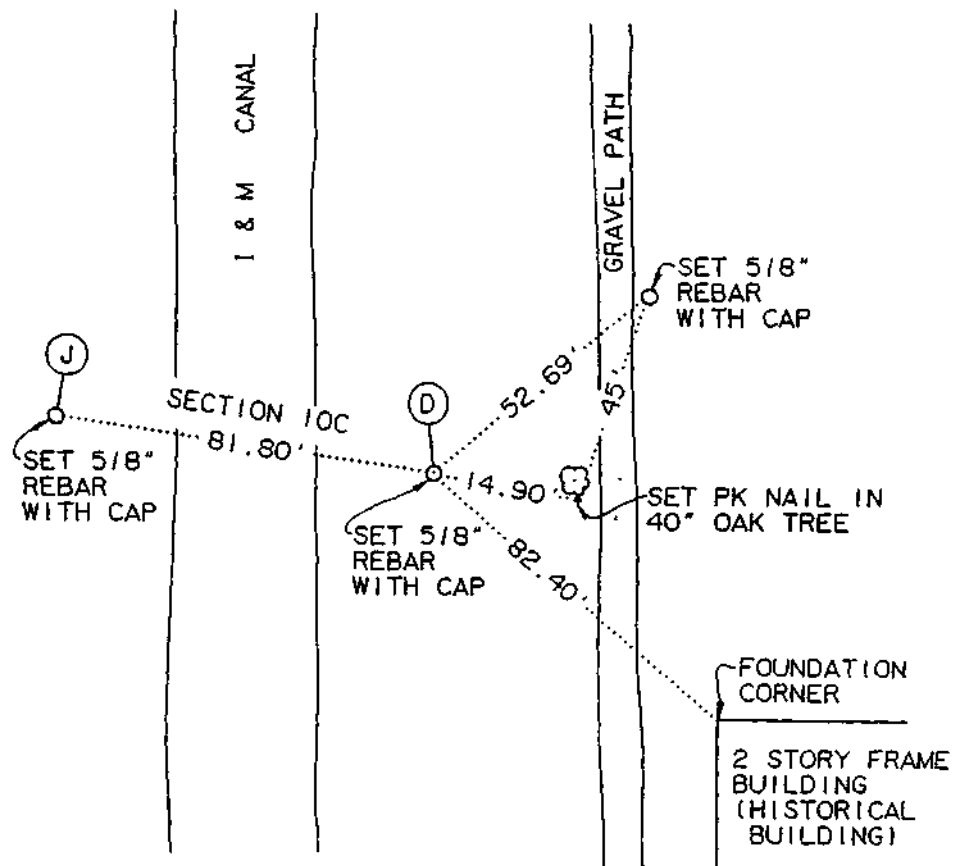 I & M CANAL
GRAVEL PATH
SET 5/8"
REBAR
WITH CAP
J
SECTION 10C
81.80'
D
52.69'
45'
SET 5/8"
REBAR
WITH CAP
14.90'
SET PK NAIL IN
40" OAK TREE
SET 5/8"
REBAR
WITH CAP
82.40'
FOUNDATION
CORNER
2 STORY FRAME
BUILDING
(HISTORICAL
BUILDING)